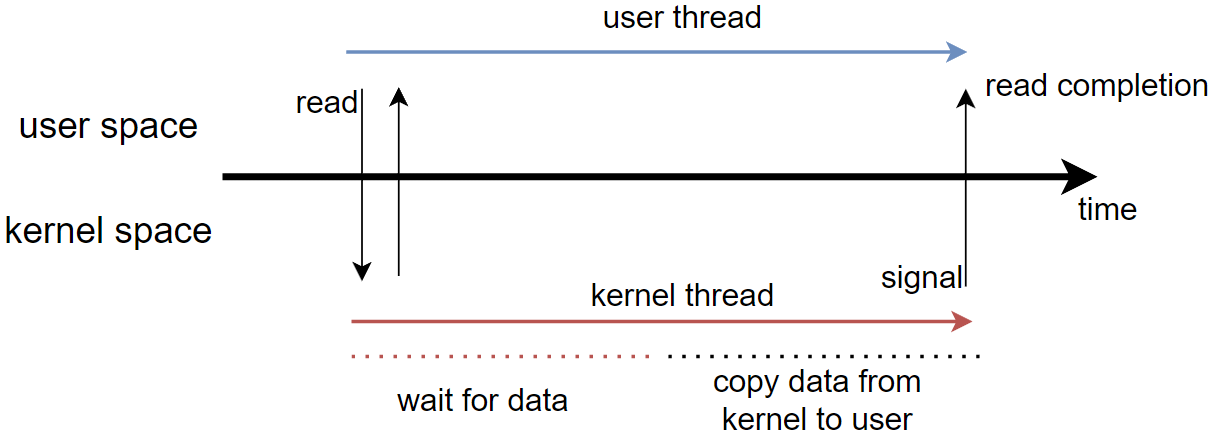 user thread
read
read completion
user space
time
kernel space
signal
kernel thread
wait for data
copy data from
kernel to user